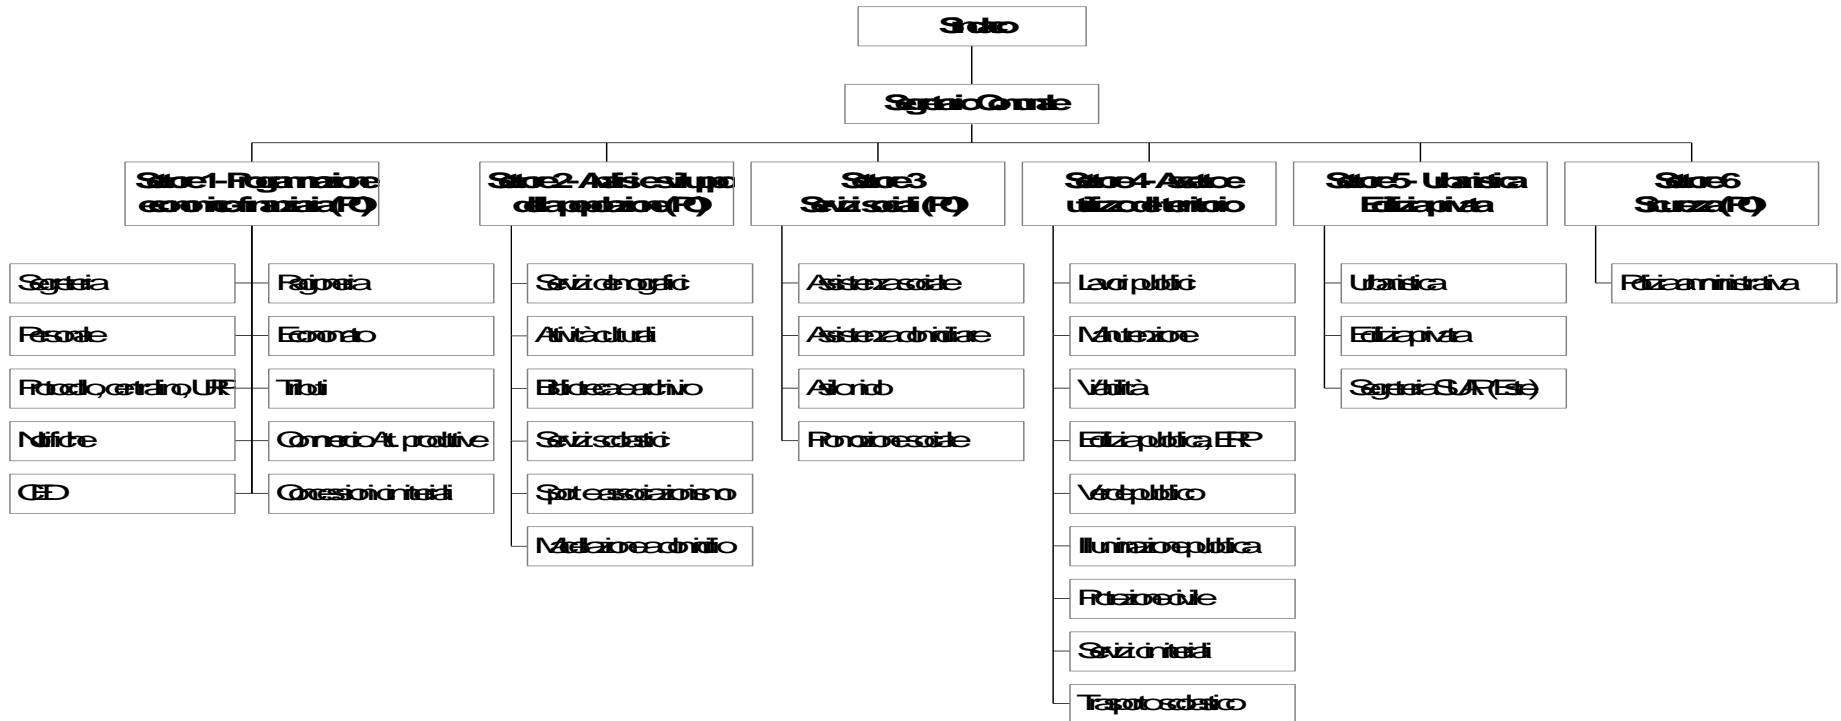 Sindaco
Segretario Comunale
Settore 1 - Programmazione
economico-finanziaria (PO)
Settore 2 - Analisi e sviluppo
della popolazione (PO)
Settore 3
Servizi sociali (PO)
Settore 4 - Assetto e
utilizzo del territorio
Settore 5 - Urbanistica
Edilizia privata
Settore 6
Sicurezza (PO)
Segreteria
Personale
Protocollo, centralino, URP
Notifiche
CED
Ragioneria
Economato
Tributi
Commercio Att. produttive
Concessioni cimiteriali
Servizi demografici
Attività culturali
Biblioteca e archivio
Servizi scolastici
Sport e associazionismo
Macellazione a domicilio
Assistenza sociale
Assistenza domiciliare
Asilo nido
Promozione sociale
Lavori pubblici
Manutenzione
Viabilità
Edilizia pubblica, ERP
Verde pubblico
Illuminazione pubblica
Protezione civile
Servizi cimiteriali
Trasporto scolastico
Urbanistica
Edilizia privata
Segreteria SUAP (Este)
Polizia amministrativa